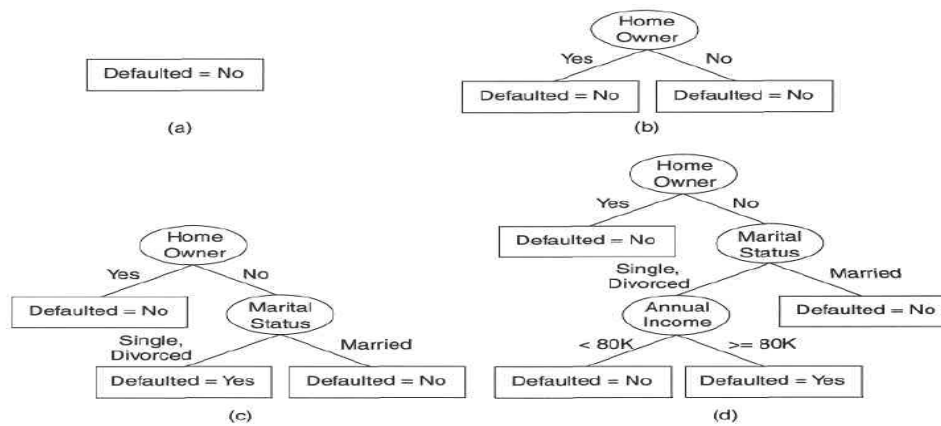 Defaulted = No
(a)
Home
Owner
Yes
No
Defaulted = No
Defaulted = No
(b)
Home
Owner
Yes
No
Defaulted = No
Marital
Status
Single,
Divorced
Married
Defaulted = Yes
Defaulted = No
(c)
Home
Owner
Yes
No
Defaulted = No
Marital
Status
Single,
Divorced
Married
Annual
Income
Defaulted = No
< 80K
>= 80K
Defaulted = No
Defaulted = Yes
(d)